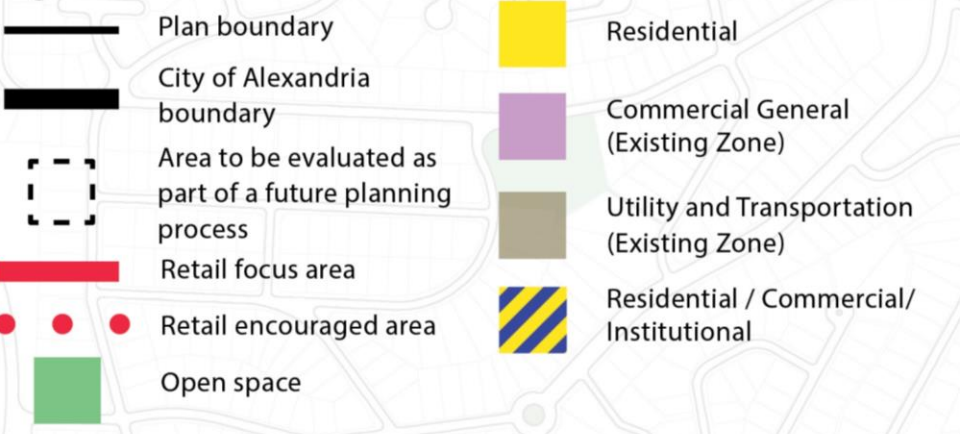 Plan boundary
City of Alexandria
boundary
Area to be evaluated as
part of a future planning
process
Retail focus area
Retail encouraged area
Open space
Residential
Commercial General
(Existing Zone)
Utility and Transportation
(Existing Zone)
Residential / Commercial/
Institutional